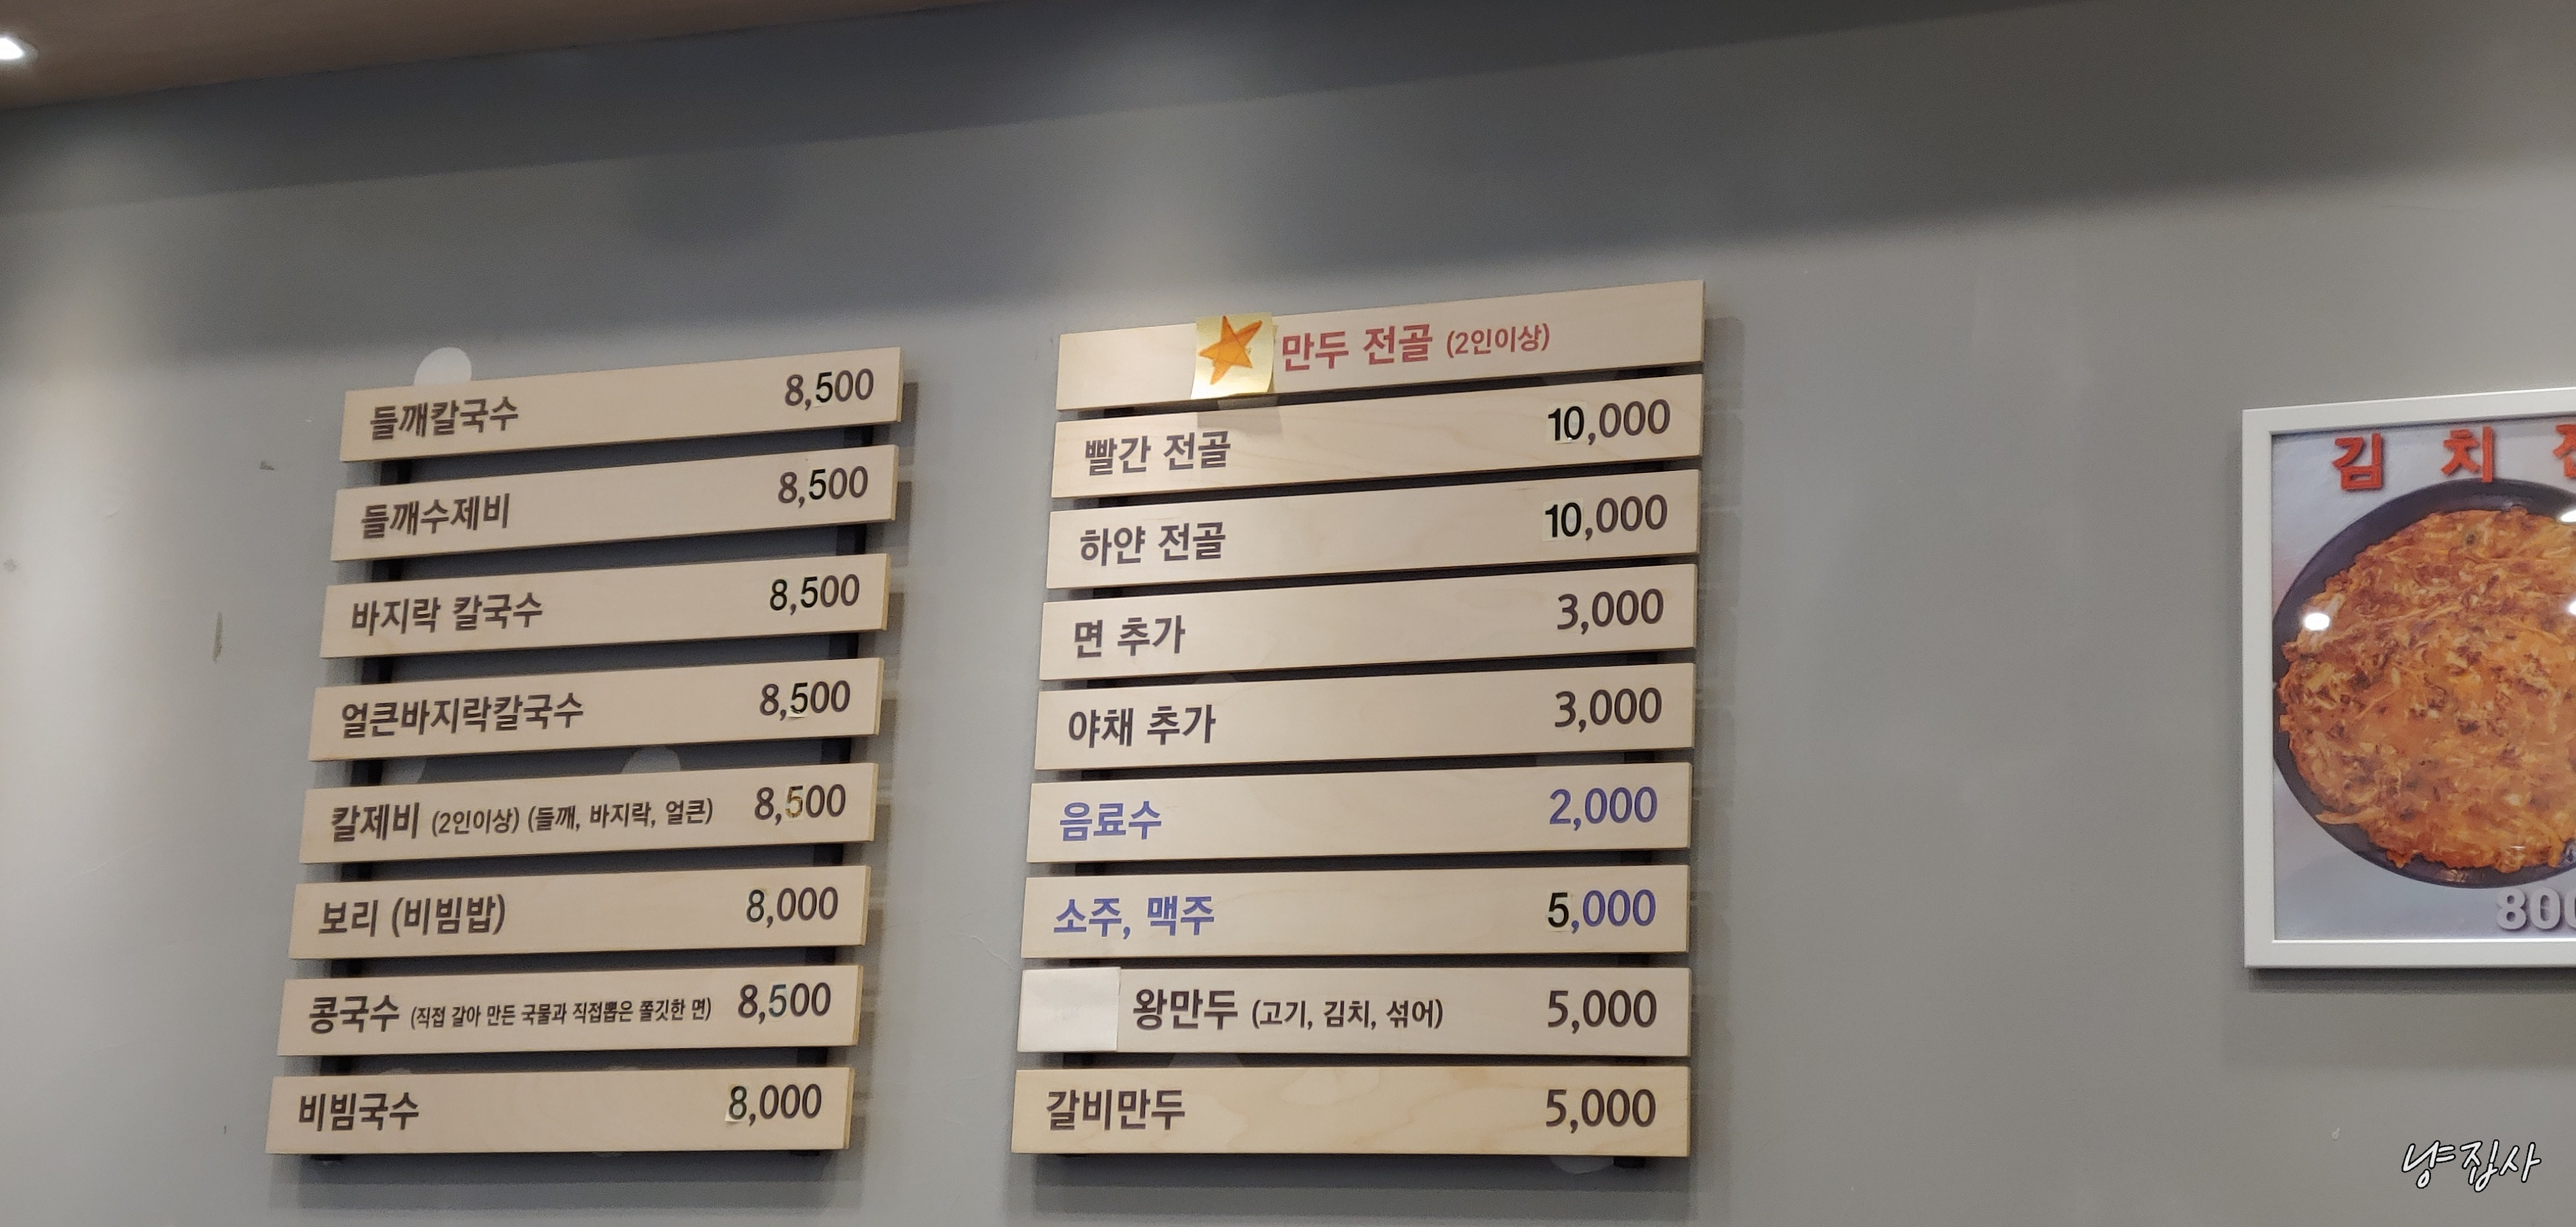 들깨칼국수 8,500
들깨수제비 8,500
바지락 칼국수 8,500
얼큰바지락칼국수 8,500
칼제비 (2인이상) (들깨, 바지락, 얼큰) 8,500
보리 (비빔밥) 8,000
콩국수 (직접 갈아 만든 국물과 직접뽑은 쫄깃한 면) 8,500
비빔국수 8,000
만두 전골 (2인이상)
빨간 전골 10,000
하얀 전골 10,000
면 추가 3,000
야채 추가 3,000
음료수 2,000
소주, 맥주 5,000
왕만두 (고기, 김치, 섞어) 5,000
갈비만두 5,000
김 치
냥집사